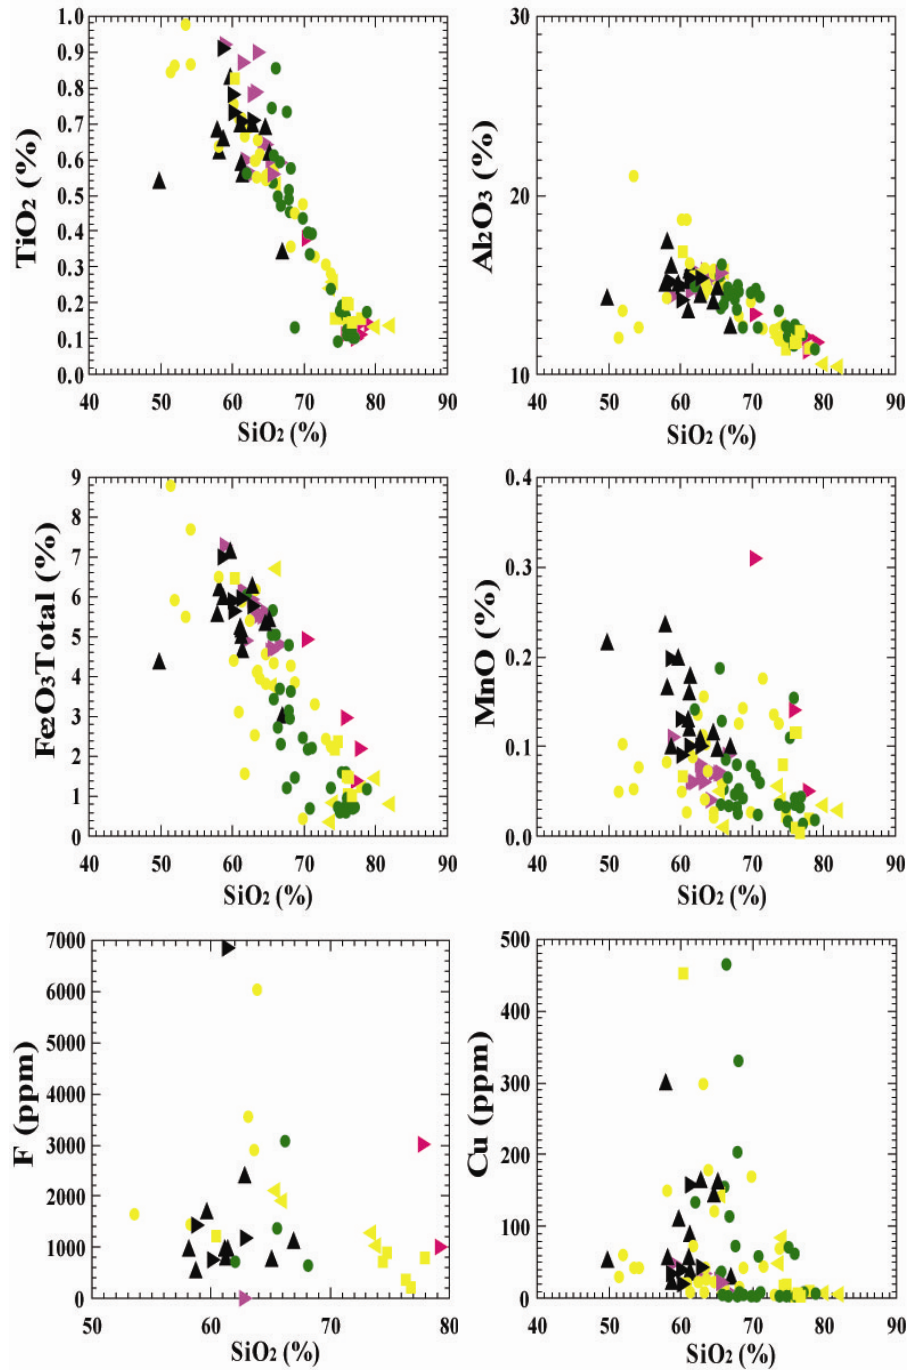 1.0
0.9
0.8
0.7
0.6
0.5
0.4
0.3
0.2
0.1
0.0
TiO2 (%)
40 50 60 70 80 90
SiO2 (%)
30
20
10
Al2O3 (%)
40 50 60 70 80 90
SiO2 (%)
9
8
7
6
5
4
3
2
1
0
Fe2O3Total (%)
40 50 60 70 80 90
SiO2 (%)
0.4
0.3
0.2
0.1
0.0
MnO (%)
40 50 60 70 80 90
SiO2 (%)
7000
6000
5000
4000
3000
2000
1000
0
F (ppm)
50 60 70 80
SiO2 (%)
500
400
300
200
100
0
Cu (ppm)
40 50 60 70 80 90
SiO2 (%)